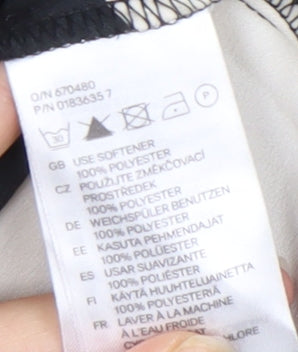 O/N 670480
P/N 0183635 7
30 P
GB USE SOFTENER
100% POLYESTER
CZ POUŽIJTE ZMĚKČOVACÍ
PROSTŘEDEK
100% POLYESTER
DE WEICHSPÜLER BENUTZEN
100% POLYESTER
EE KASUTA PEHMENDAJAT
100% POLÜESTER
ES USAR SUAVIZANTE
100% POLIÉSTER
FI KÄYTÄ HUUHTELUAINETTA
100% POLYESTERIÄ
FR LAVER À LA MACHINE
À L'EAU FROIDE